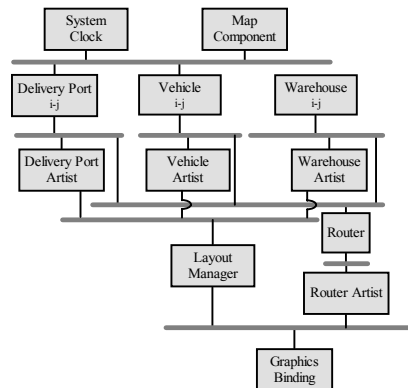 System
Clock
Map
Component
Delivery Port
i-j
Vehicle
i-j
Warehouse
i-j
Delivery Port
Artist
Vehicle
Artist
Warehouse
Artist
Router
Layout
Manager
Router Artist
Graphics
Binding